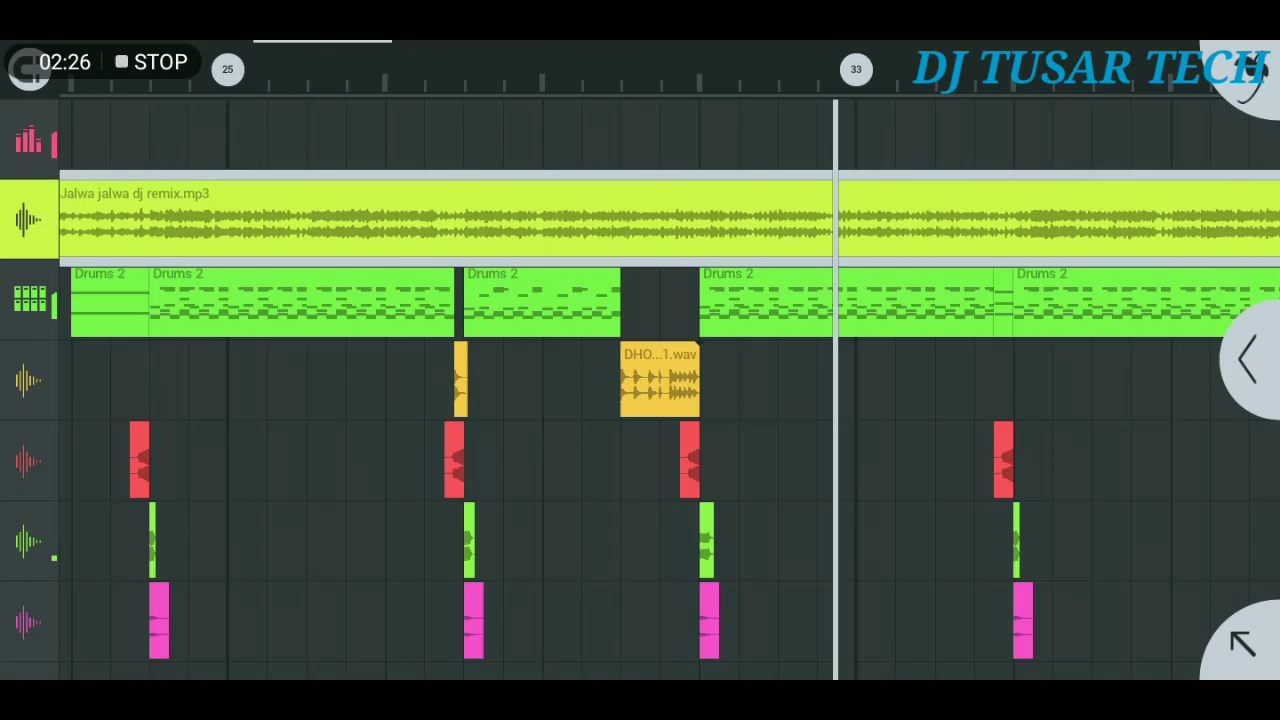 02:26 STOP
25
33
DJ TUSAR TECH
Jalwa jalwa dj remix.mp3
Drums 2
Drums 2
Drums 2
Drums 2
Drums 2
DHO...1.wav